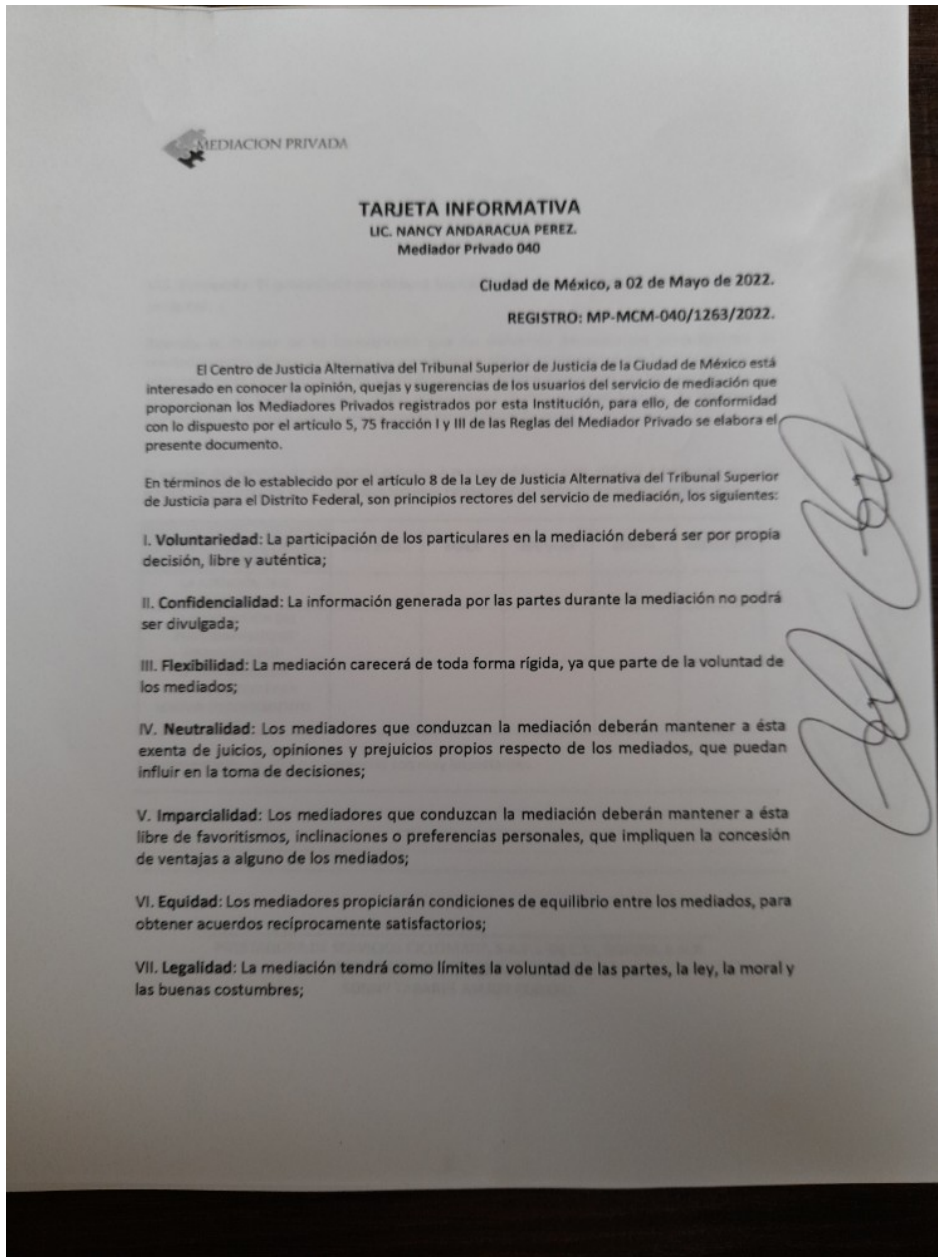 MEDIACION PRIVADA
TARJETA INFORMATIVA
LIC. NANCY ANDARACUA PEREZ.
Mediador Privado 040
Ciudad de México, a 02 de Mayo de 2022.
REGISTRO: MP-MCM-040/1263/2022.
El Centro de Justicia Alternativa del Tribunal Superior de Justicia de la Ciudad de México está
interesado en conocer la opinión, quejas y sugerencias de los usuarios del servicio de mediación que
proporcionan los Mediadores Privados registrados por esta Institución, para ello, de conformidad
con lo dispuesto por el artículo 5, 75 fracción I y III de las Reglas del Mediador Privado se elabora el
presente documento.
En términos de lo establecido por el artículo 8 de la Ley de Justicia Alternativa del Tribunal Superior
de Justicia para el Distrito Federal, son principios rectores del servicio de mediación, los siguientes:
I. Voluntariedad: La participación de los particulares en la mediación deberá ser por propia
decisión, libre y auténtica;
II. Confidencialidad: La información generada por las partes durante la mediación no podrá
ser divulgada;
III. Flexibilidad: La mediación carecerá de toda forma rígida, ya que parte de la voluntad de
los mediados;
IV. Neutralidad: Los mediadores que conduzcan la mediación deberán mantener a ésta
exenta de juicios, opiniones y prejuicios propios respecto de los mediados, que puedan
influir en la toma de decisiones;
V. Imparcialidad: Los mediadores que conduzcan la mediación deberán mantener a ésta
libre de favoritismos, inclinaciones o preferencias personales, que impliquen la concesión
de ventajas a alguno de los mediados;
VI. Equidad: Los mediadores propiciarán condiciones de equilibrio entre los mediados, para
obtener acuerdos recíprocamente satisfactorios;
VII. Legalidad: La mediación tendrá como límites la voluntad de las partes, la ley, la moral y
las buenas costumbres;